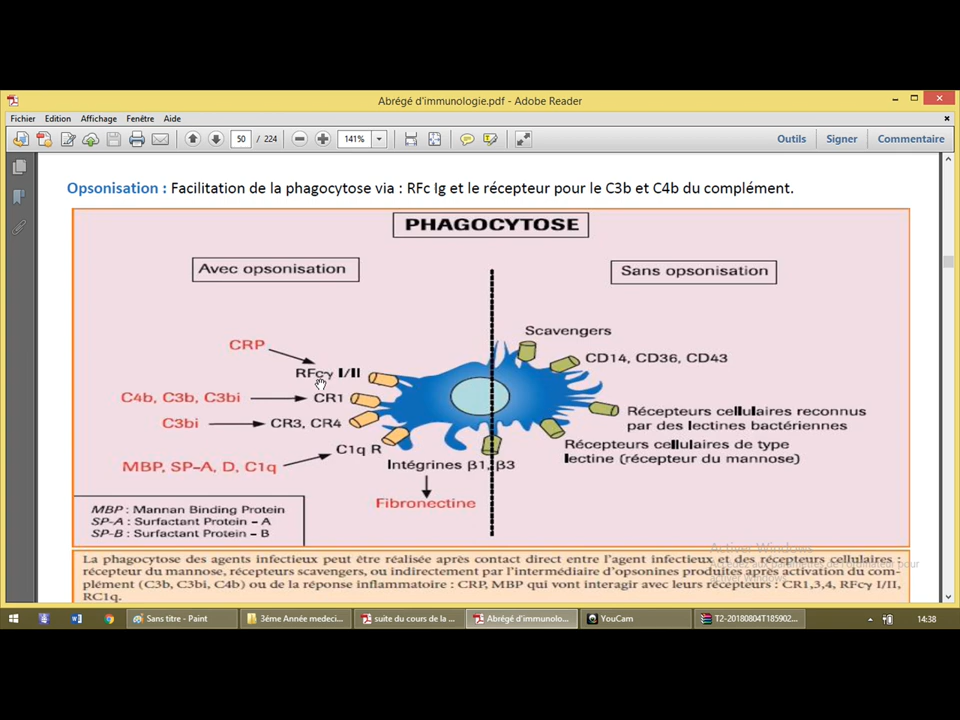 Abrégé d'immunologie.pdf - Adobe Reader
Fichier Edition Affichage Fenêtre Aide
50 / 224 141% Outils Signer Commentaire
Opsonisation : Facilitation de la phagocytose via : RFc Ig et le récepteur pour le C3b et C4b du complément.
PHAGOCYTOSE
Avec opsonisation
Sans opsonisation
CRP
RFcγ I/II
C4b, C3b, C3bi
CR1
C3bi
CR3, CR4
C1q R
MBP, SP-A, D, C1q
Intégrines β1, β3
Fibronectine
Scavengers
CD14, CD36, CD43
Récepteurs cellulaires reconnus
par des lectines bactériennes
Récepteurs cellulaires de type
lectine (récepteur du mannose)
MBP : Mannan Binding Protein
SP-A : Surfactant Protein - A
SP-B : Surfactant Protein - B
La phagocytose des agents infectieux peut être réalisée après contact direct entre l'agent infectieux et des récepteurs cellulaires :
récepteur du mannose, récepteurs scavengers, ou indirectement par l'intermédiaire d'opsonines produites après activation du com-
plément (C3b, C3bi, C4b) ou de la réponse inflammatoire : CRP, MBP qui vont interagir avec leurs récepteurs : CR1,3,4, RFcγ I/II,
RC1q.
Activer Windows
pour
activer Windows.
Sans titre - Paint
3éme Année medeci...
suite du cours de la ...
Abrégé d'immunolo...
YouCam
T2-20180804T185902...
14:38